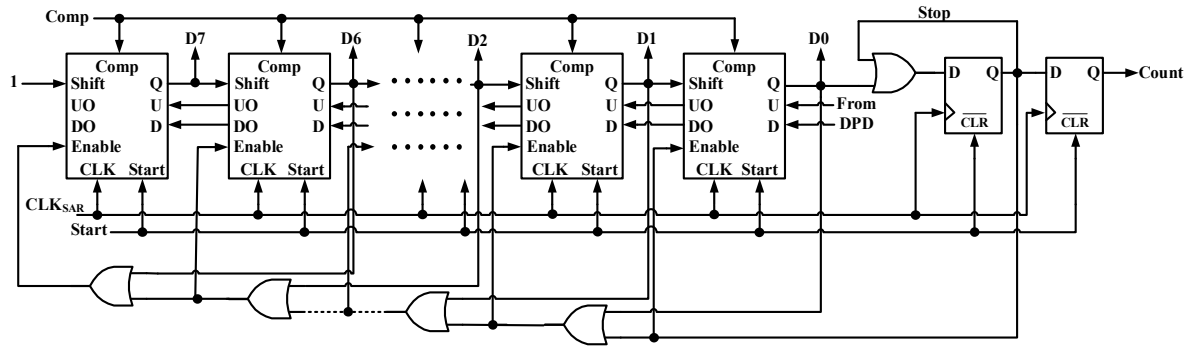 Stop
Comp
D7 D6 D2 D1 D0
Comp Comp Comp Comp
1 Shift Q Shift Q Shift Q Shift Q D Q D Q Count
UO U UO U UO U UO U From
DO D DO D DO D DO D DPD
CLR CLR
Enable Enable Enable Enable
CLK Start CLK Start CLK Start CLK Start
CLKSAR
Start